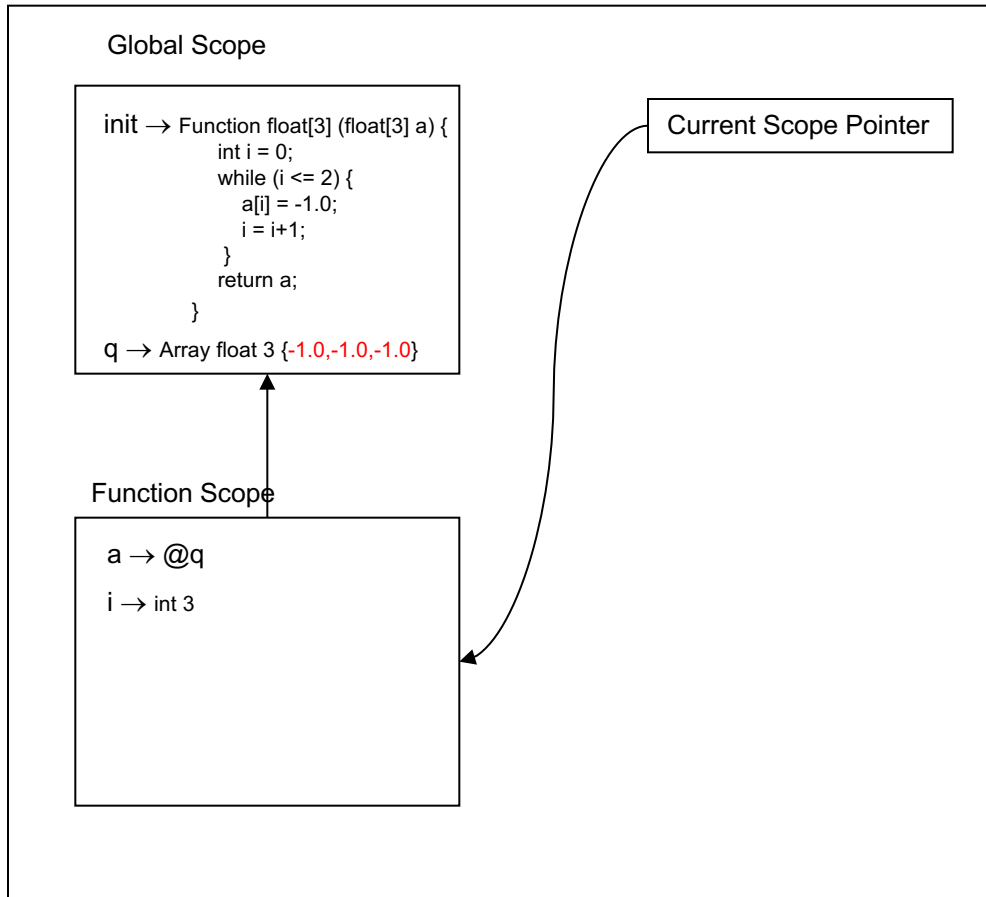 Global Scope
init → Function float[3] (float[3] a) {
int i = 0;
while (i <= 2) {
a[i] = -1.0;
i = i+1;
}
return a;
}
q → Array float 3 {-1.0,-1.0,-1.0}
Current Scope Pointer
Function Scope
a → @q
i → int 3